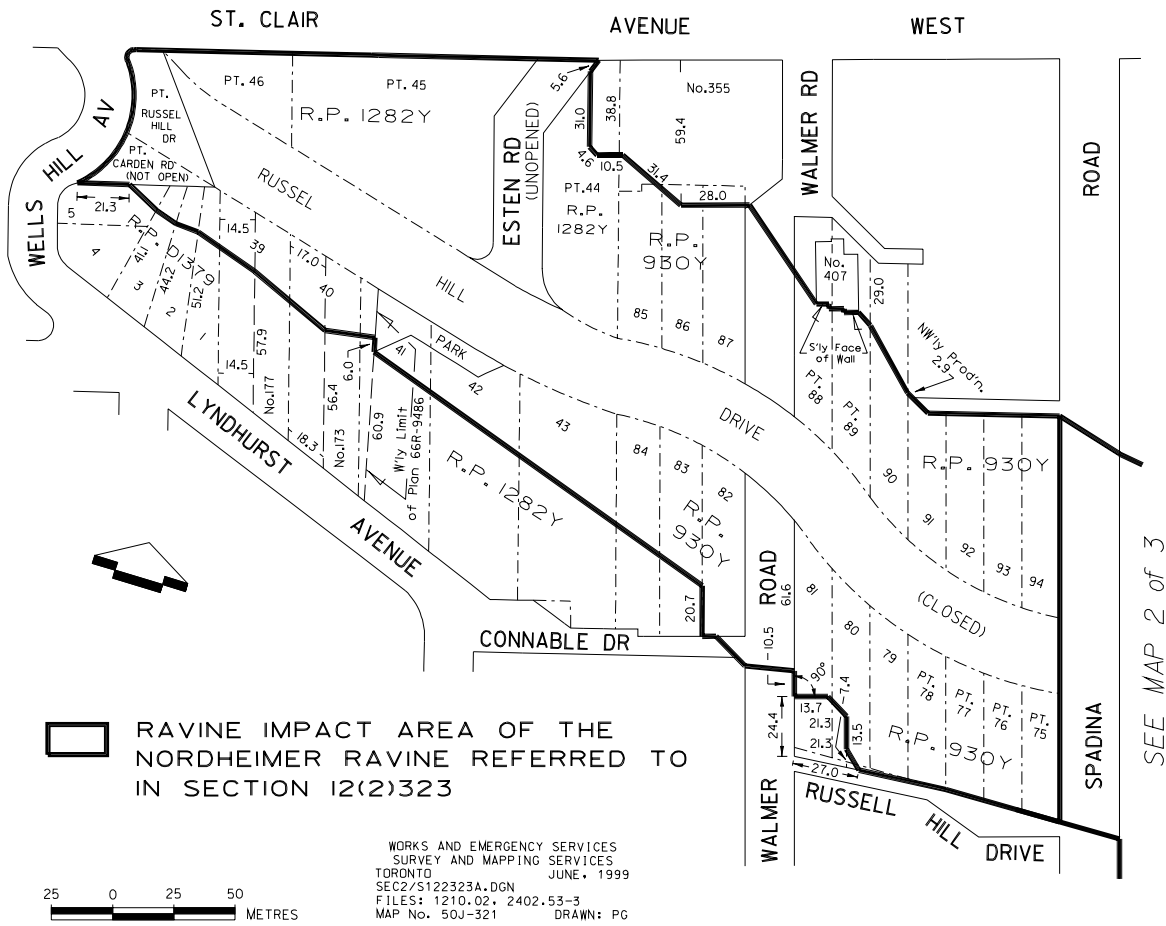 ST. CLAIR AVENUE WEST
WELLS HILL AV
PT.
RUSSEL
HILL
DR
PT.
CARDEN RD
(NOT OPEN)
PT. 46
PT. 45
R.P. 1282Y
RUSSEL
HILL
DRIVE
(CLOSED)
ESTEN RD
(UNOPENED)
5.6
31.0
38.8
4.6
10.5
31.4
28.0
59.4
No.355
PT.44
R.P.
1282Y
R.P.
930Y
85
86
87
WALMER RD
No.
407
29.0
S'ly Face
of Wall
NW'ly Prod'n.
2.97
PT.
88
PT.
89
90
91
92
93
94
R.P. 930Y
ROAD
SPADINA
SEE MAP 2 of 3
21.3
5
4
3
2
1
R.P. D1379
41.1
44.2
51.2
14.5
39
17.0
40
14.5
57.9
No.177
18.3
56.4
No.173
6.0
60.9
41
PARK
42
W'ly Limit
of Plan 66R-9486
43
R.P. 1282Y
84
83
82
R.P.
930Y
LYNDHURST
AVENUE
20.7
CONNABLE DR
ROAD
61.6
10.5
90°
81
80
79
PT.
78
PT.
77
PT.
76
PT.
75
R.P. 930Y
7.4
13.7
21.3
21.3
13.5
24.4
27.0
WALMER
RUSSELL
HILL
DRIVE
RAVINE IMPACT AREA OF THE
NORDHEIMER RAVINE REFERRED TO
IN SECTION 12(2)323
WORKS AND EMERGENCY SERVICES
SURVEY AND MAPPING SERVICES
TORONTO JUNE, 1999
SEC2/S122323A.DGN
FILES: 1210.02, 2402.53-3
MAP No. 50J-321 DRAWN: PG
25 0 25 50
METRES